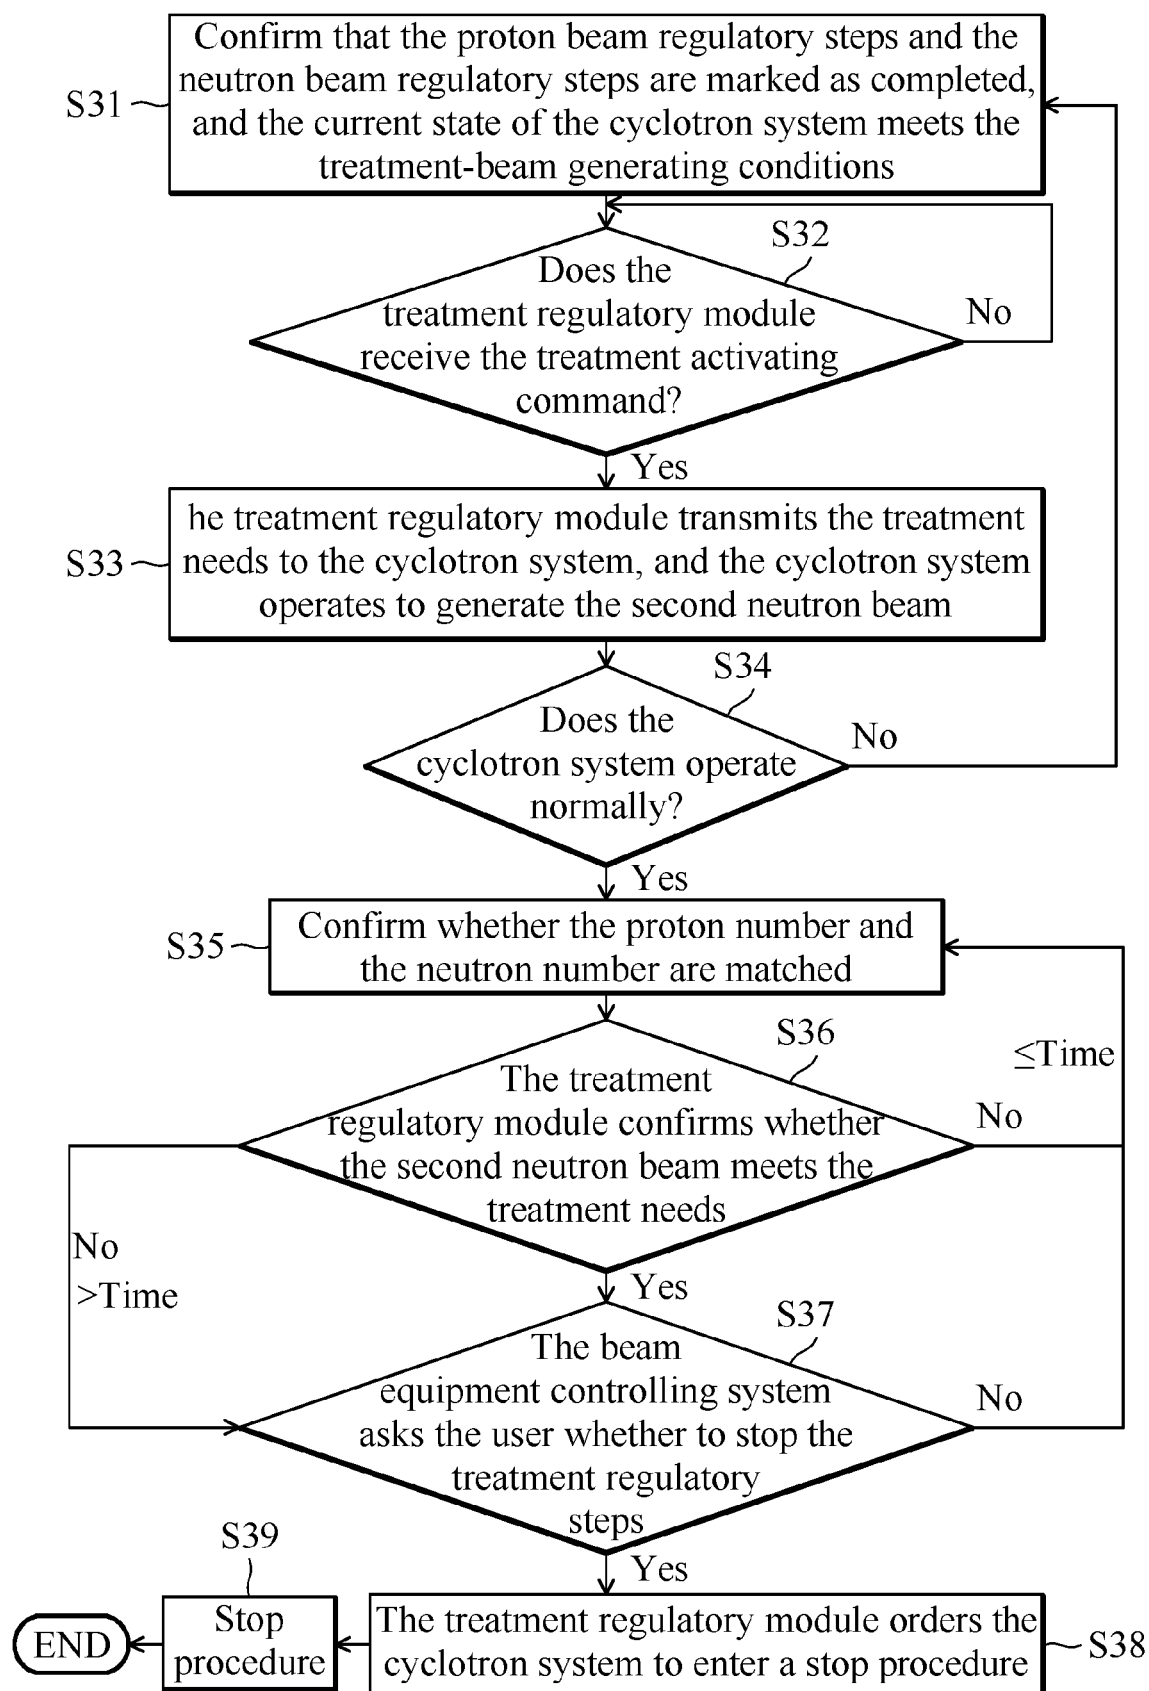 Confirm that the proton beam regulatory steps and the
neutron beam regulatory steps are marked as completed,
and the current state of the cyclotron system meets the
treatment-beam generating conditions
S31
S32
Does the
treatment regulatory module
receive the treatment activating
command?
No
Yes
he treatment regulatory module transmits the treatment
needs to the cyclotron system, and the cyclotron system
operates to generate the second neutron beam
S33
S34
Does the
cyclotron system operate
normally?
No
Yes
Confirm whether the proton number and
the neutron number are matched
S35
S36
The treatment
regulatory module confirms whether
the second neutron beam meets the
treatment needs
≤Time
No
No
>Time
Yes
S37
The beam
equipment controlling system
asks the user whether to stop the
treatment regulatory
steps
No
Yes
The treatment regulatory module orders the
cyclotron system to enter a stop procedure
S38
S39
Stop
procedure
END